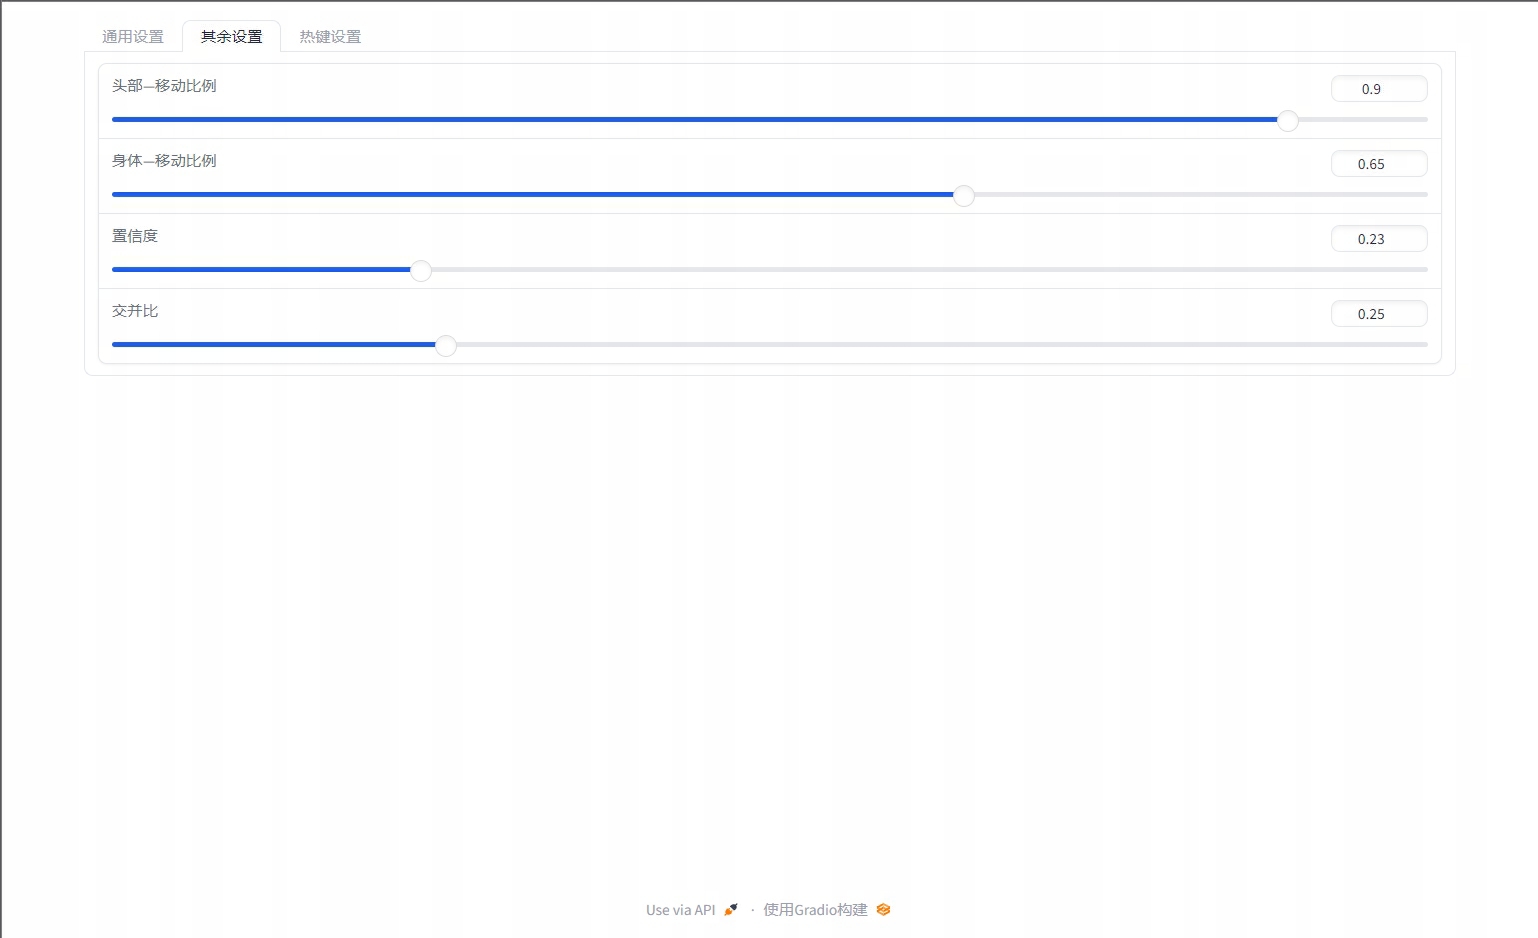 通用设置 其余设置 热键设置
头部—移动比例 0.9
身体—移动比例 0.65
置信度 0.23
交并比 0.25
Use via API · 使用Gradio构建